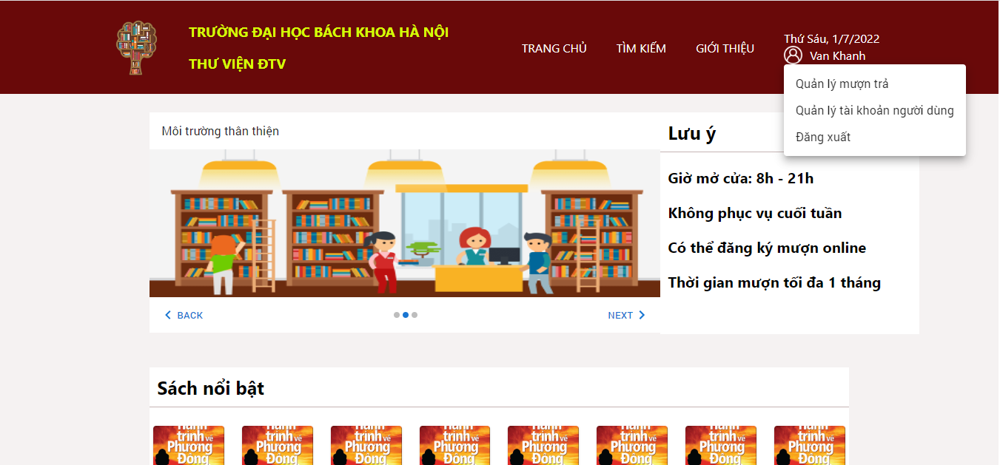 TRƯỜNG ĐẠI HỌC BÁCH KHOA HÀ NỘI
THƯ VIỆN ĐTV
TRANG CHỦ
TÌM KIẾM
GIỚI THIỆU
Thứ Sáu, 1/7/2022
Van Khanh
Quản lý mượn trả
Quản lý tài khoản người dùng
Đăng xuất
Môi trường thân thiện
BACK
NEXT
Lưu ý
Giờ mở cửa: 8h - 21h
Không phục vụ cuối tuần
Có thể đăng ký mượn online
Thời gian mượn tối đa 1 tháng
Sách nổi bật
Hành
trình về
Phương
Đông
Hành
trình về
Phương
Đông
Hành
trình về
Phương
Đông
Hành
trình về
Phương
Đông
Hành
trình về
Phương
Đông
Hành
trình về
Phương
Đông
Hành
trình về
Phương
Đông
Hành
trình về
Phương
Đông